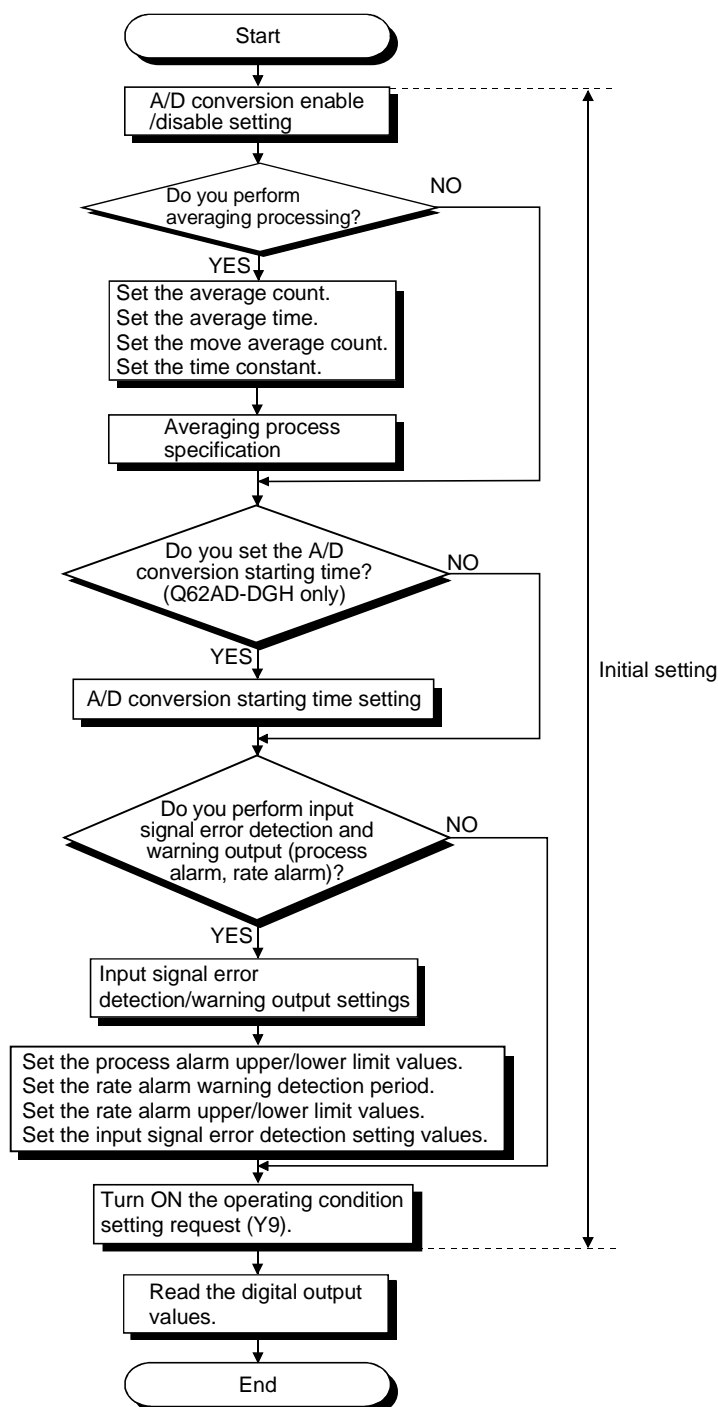 Start
A/D conversion enable
/disable setting
Do you perform
averaging processing?
NO
YES
Set the average count.
Set the average time.
Set the move average count.
Set the time constant.
Averaging process
specification
Do you set the A/D
conversion starting time?
(Q62AD-DGH only)
NO
YES
A/D conversion starting time setting
Initial setting
Do you perform input
signal error detection and
warning output (process
alarm, rate alarm)?
NO
YES
Input signal error
detection/warning output settings
Set the process alarm upper/lower limit values.
Set the rate alarm warning detection period.
Set the rate alarm upper/lower limit values.
Set the input signal error detection setting values.
Turn ON the operating condition
setting request (Y9).
Read the digital output
values.
End